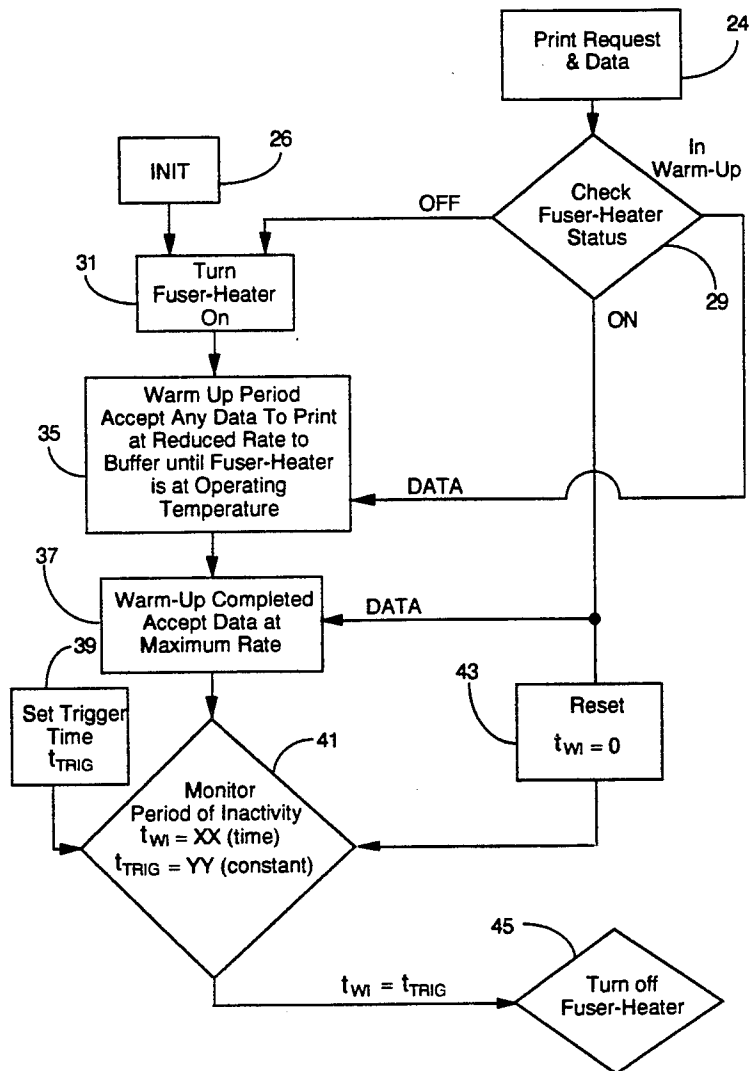 24
Print Request
& Data
26
INIT
In
Warm-Up
OFF
Check
Fuser-Heater
Status
29
ON
31
Turn
Fuser-Heater
On
35
Warm Up Period
Accept Any Data To Print
at Reduced Rate to
Buffer until Fuser-Heater
is at Operating
Temperature
DATA
37
Warm-Up Completed
Accept Data at
Maximum Rate
DATA
39
Set Trigger
Time
tTRIG
43
Reset
tWI = 0
41
Monitor
Period of Inactivity
tWI = XX (time)
tTRIG = YY (constant)
tWI = tTRIG
45
Turn off
Fuser-Heater